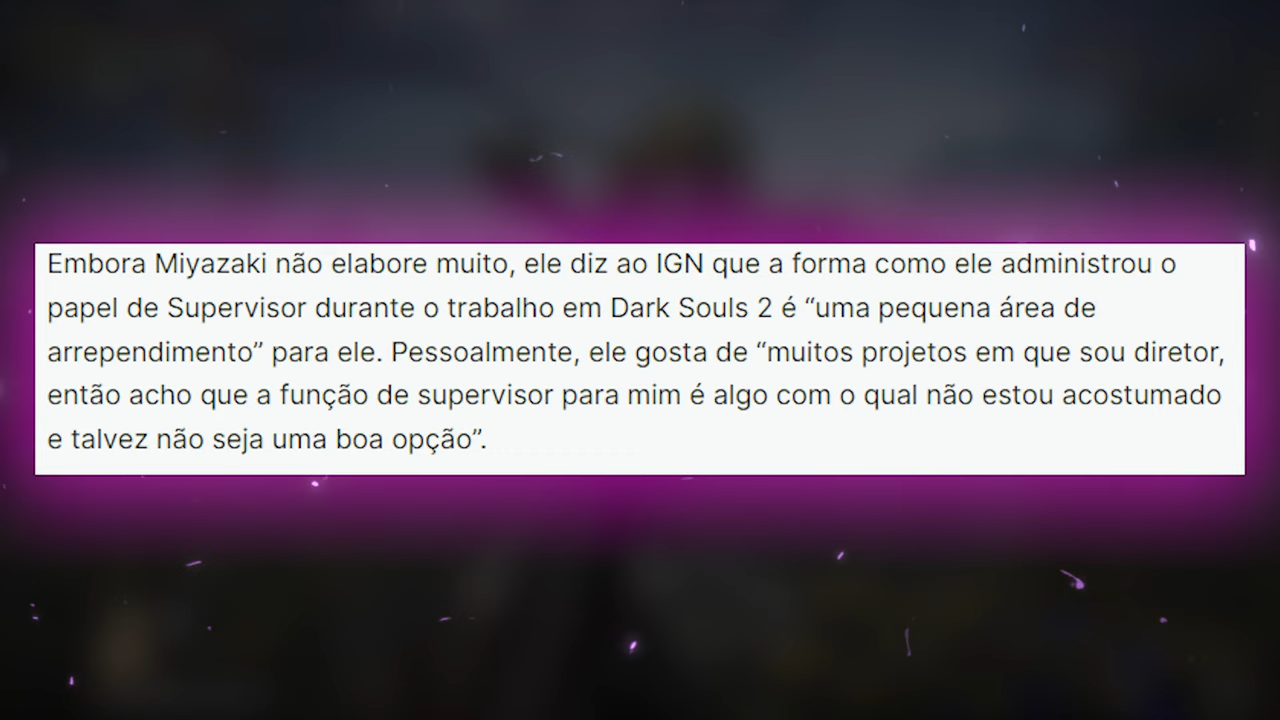 Embora Miyazaki não elabore muito, ele diz ao IGN que a forma como ele administrou o
papel de Supervisor durante o trabalho em Dark Souls 2 é “uma pequena área de
arrependimento” para ele. Pessoalmente, ele gosta de “muitos projetos em que sou diretor,
então acho que a função de supervisor para mim é algo com o qual não estou acostumado
e talvez não seja uma boa opção”.